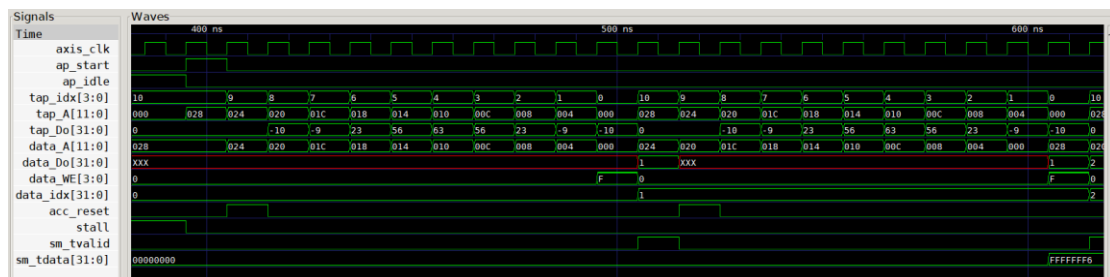 Signals Waves
Time 400 ns 500 ns 600 ns
axis_clk
ap_start
ap_idle
tap_idx[3:0] 10 9 8 7 6 5 4 3 2 1 0 10 9 8 7 6 5 4 3 2 1 0 10
tap_A[11:0] 000 028 024 020 01C 018 014 010 00C 008 004 000 028 024 020 01C 018 014 010 00C 008 004 000 028
tap_Do[31:0] 0 -10 -9 23 56 63 56 23 -9 -10 0 -10 -9 23 56 63 56 23 -9 -10 0
data_A[11:0] 028 024 020 01C 018 014 010 00C 008 004 000 024 020 01C 018 014 010 00C 008 004 000 028 020
data_Do[31:0] XXX 1 XXX 1 2
data_WE[3:0] 0 F 0 F 0
data_idx[31:0] 0 1 2
acc_reset
stall
sm_tvalid
sm_tdata[31:0] 00000000 FFFFFFF6